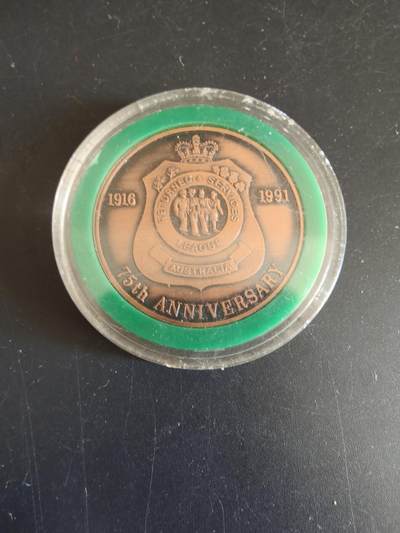 1916
1991
RETURNED & SERVICES
LEAGUE
AUSTRALIA
75th ANNIVERSARY